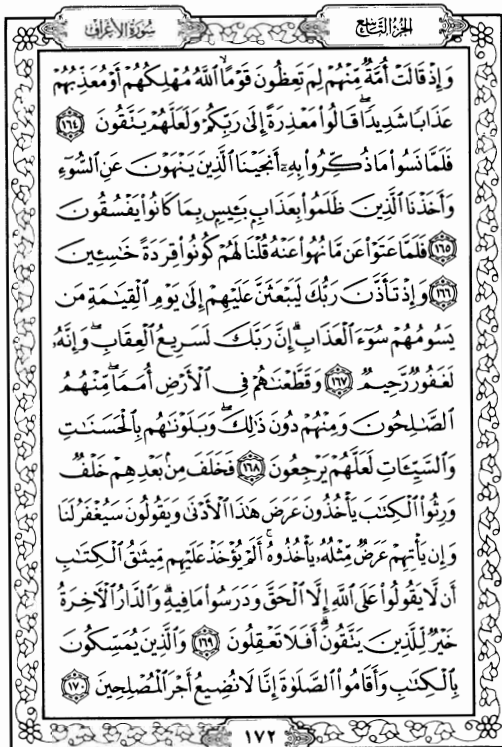 الجزء التاسع
سورة الأعراف
وَإِذْ قَالَتْ أُمَّةٌ مِّنْهُمْ لِمَ تَعِظُونَ قَوْمًا ٱللَّهُ مُهْلِكُهُمْ أَوْ مُعَذِّبُهُمْ
عَذَابًا شَدِيدًا ۖ قَالُوا۟ مَعْذِرَةً إِلَىٰ رَبِّكُمْ وَلَعَلَّهُمْ يَتَّقُونَ ١٦٤
فَلَمَّا نَسُوا۟ مَا ذُكِّرُوا۟ بِهِۦٓ أَنجَيْنَا ٱلَّذِينَ يَنْهَوْنَ عَنِ ٱلسُّوٓءِ
وَأَخَذْنَا ٱلَّذِينَ ظَلَمُوا۟ بِعَذَابٍۭ بَـِٔيسٍۭ بِمَا كَانُوا۟ يَفْسُقُونَ
١٦٥ فَلَمَّا عَتَوْا۟ عَن مَّا نُهُوا۟ عَنْهُ قُلْنَا لَهُمْ كُونُوا۟ قِرَدَةً خَٰسِـِٔينَ
١٦٦ وَإِذْ تَأَذَّنَ رَبُّكَ لَيَبْعَثَنَّ عَلَيْهِمْ إِلَىٰ يَوْمِ ٱلْقِيَٰمَةِ مَن
يَسُومُهُمْ سُوٓءَ ٱلْعَذَابِ ۗ إِنَّ رَبَّكَ لَسَرِيعُ ٱلْعِقَابِ ۖ وَإِنَّهُۥ
لَغَفُورٌ رَّحِيمٌ ١٦٧ وَقَطَّعْنَٰهُمْ فِى ٱلْأَرْضِ أُمَمًا ۖ مِّنْهُمُ
ٱلصَّٰلِحُونَ وَمِنْهُمْ دُونَ ذَٰلِكَ ۖ وَبَلَوْنَٰهُم بِٱلْحَسَنَٰتِ
وَٱلسَّيِّـَٔاتِ لَعَلَّهُمْ يَرْجِعُونَ ١٦٨ فَخَلَفَ مِنۢ بَعْدِهِمْ خَلْفٌ
وَرِثُوا۟ ٱلْكِتَٰبَ يَأْخُذُونَ عَرَضَ هَٰذَا ٱلْأَدْنَىٰ وَيَقُولُونَ سَيُغْفَرُ لَنَا
وَإِن يَأْتِهِمْ عَرَضٌ مِّثْلُهُۥ يَأْخُذُوهُ ۚ أَلَمْ يُؤْخَذْ عَلَيْهِم مِّيثَٰقُ ٱلْكِتَٰبِ
أَن لَّا يَقُولُوا۟ عَلَى ٱللَّهِ إِلَّا ٱلْحَقَّ وَدَرَسُوا۟ مَا فِيهِ ۗ وَٱلدَّارُ ٱلْءَاخِرَةُ
خَيْرٌ لِّلَّذِينَ يَتَّقُونَ ۗ أَفَلَا تَعْقِلُونَ ١٦٩ وَٱلَّذِينَ يُمَسِّكُونَ
بِٱلْكِتَٰبِ وَأَقَامُوا۟ ٱلصَّلَوٰةَ إِنَّا لَا نُضِيعُ أَجْرَ ٱلْمُصْلِحِينَ ١٧٠
١٧٢